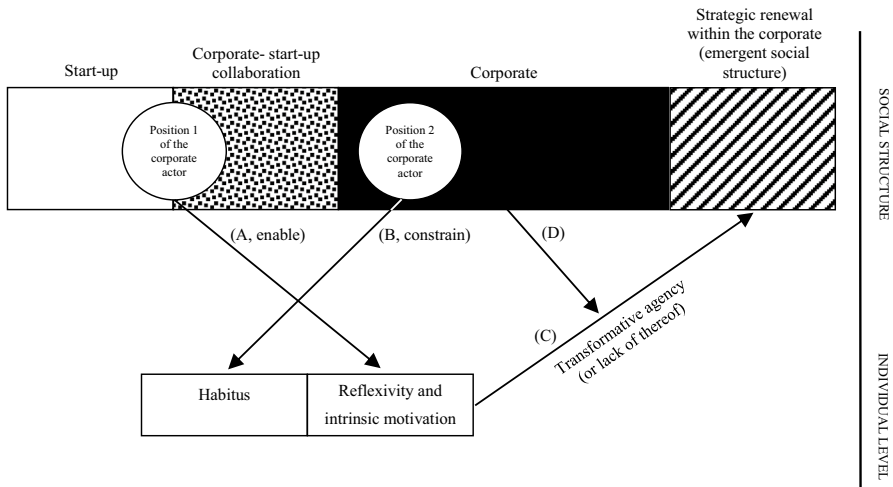 Start-up
Corporate- start-up
collaboration
Corporate
Strategic renewal
within the corporate
(emergent social
structure)
Position 1
of the
corporate
actor
Position 2
of the
corporate
actor
SOCIAL STRUCTURE
(A, enable)
(B, constrain)
(D)
(C)
Transformative agency
(or lack of thereof)
Habitus
Reflexivity and
intrinsic motivation
INDIVIDUAL LEVEL